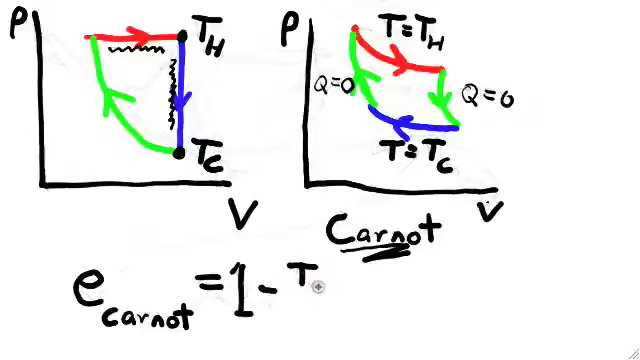 P
T_H
T_C
V
P
T=T_H
Q=0
Q=0
T=T_C
V
Carnot
e_carnot = 1 - T